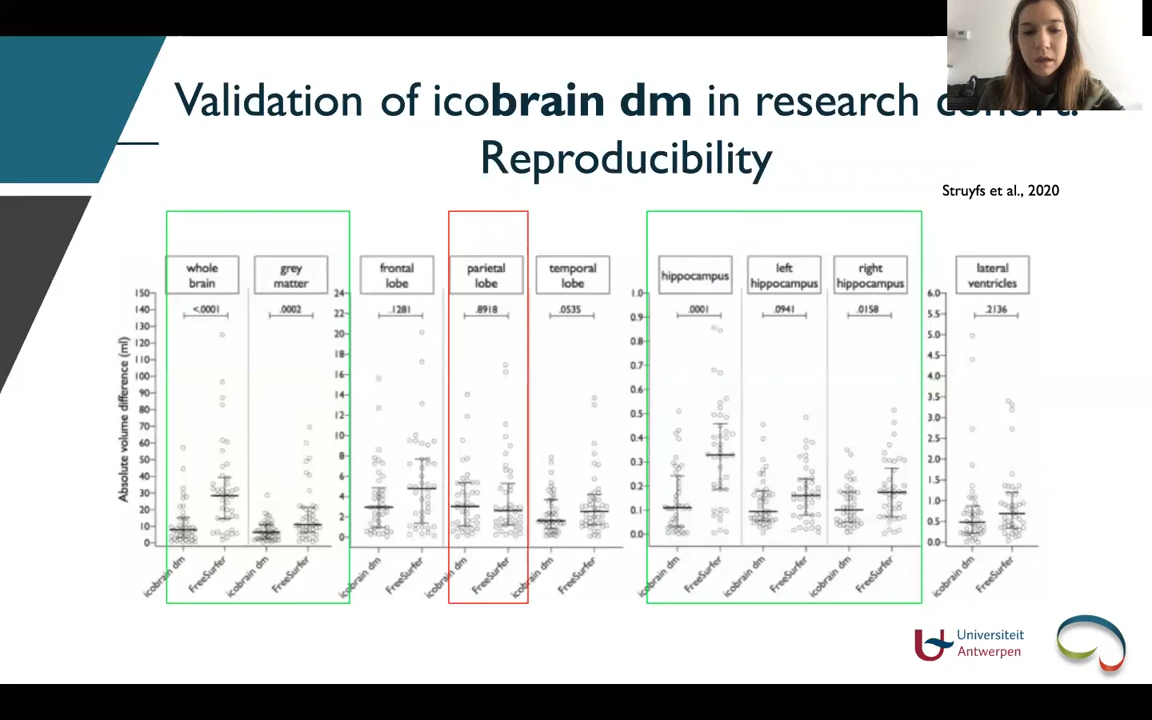 Validation of icobrain dm in research cohort:
Reproducibility
Struyfs et al., 2020
whole brain
grey matter
frontal lobe
parietal lobe
temporal lobe
hippocampus
left hippocampus
right hippocampus
lateral ventricles
<.0001
.0002
.1281
.8918
.0535
.0001
.0941
.0158
.2136
Absolute volume difference (ml)
150
140
130
120
110
100
90
80
70
60
50
40
30
20
10
0
24
22
20
18
16
14
12
10
8
6
4
2
0
1.0
0.9
0.8
0.7
0.6
0.5
0.4
0.3
0.2
0.1
0.0
6.0
5.5
5.0
4.5
4.0
3.5
3.0
2.5
2.0
1.5
1.0
0.5
0.0
icobrain dm
FreeSurfer
icobrain dm
FreeSurfer
icobrain dm
FreeSurfer
icobrain dm
FreeSurfer
icobrain dm
FreeSurfer
icobrain dm
FreeSurfer
icobrain dm
FreeSurfer
icobrain dm
FreeSurfer
icobrain dm
FreeSurfer
Universiteit
Antwerpen